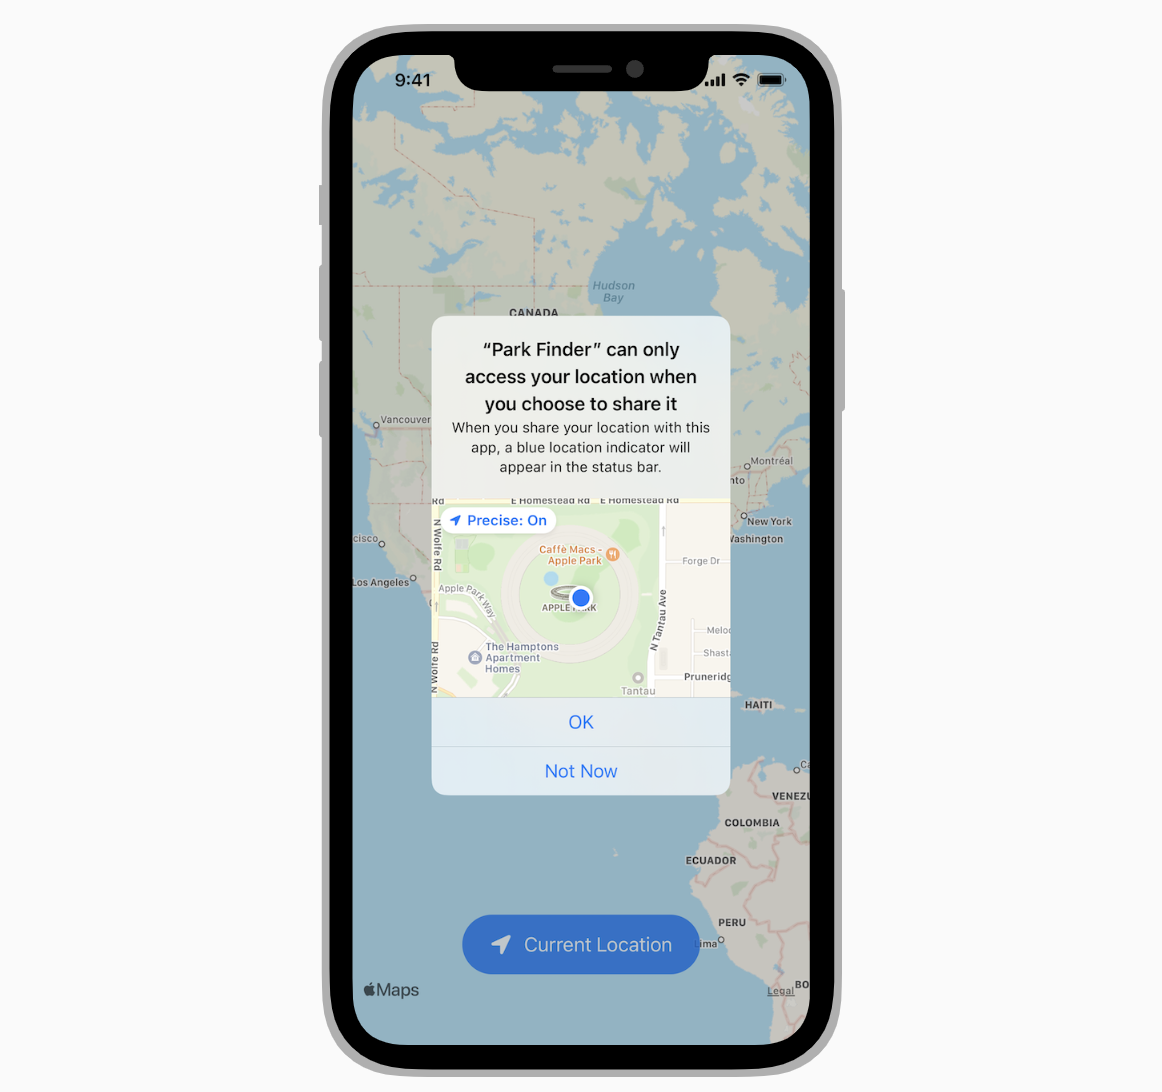 9:41
Hudson
Bay
CANADA
“Park Finder” can only
access your location when
you choose to share it
When you share your location with this
app, a blue location indicator will
appear in the status bar.
Vancouver
Montréal
nto
New York
Washington
cisco
Los Angeles
Rd
E Homestead Rd
E Homestead Rd
Precise: On
N Wolfe Rd
Caffè Macs -
Apple Park
Forge Dr
Apple Park Way
APPLE PARK
N Tantau Ave
Melod
Shasta
The Hamptons
Apartment
Homes
N Wolfe Rd
Pruneridg
Tantau
OK
Not Now
HAITI
Ca
VENEZU
COLOMBIA
ECUADOR
PERU
Lima
Current Location
Maps
BO
Legal